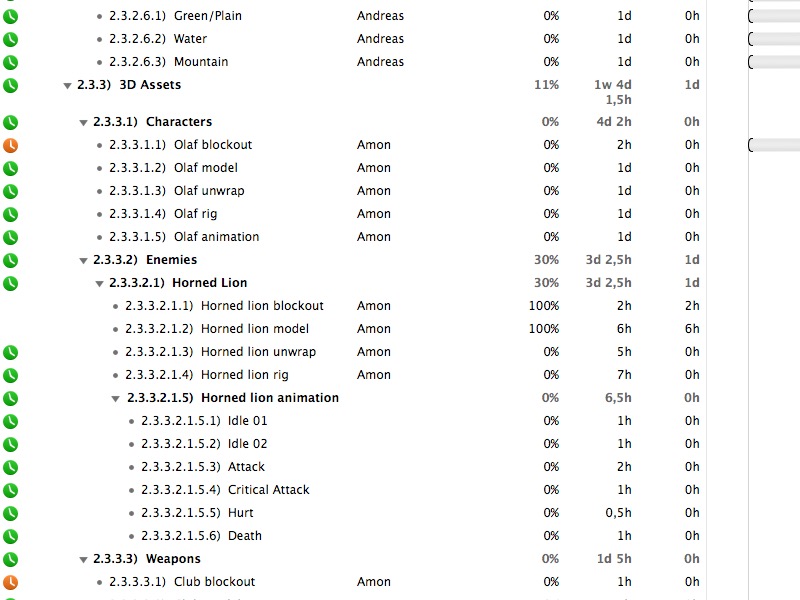 2.3.2.6.1) Green/Plain Andreas 0% 1d 0h
2.3.2.6.2) Water Andreas 0% 1d 0h
2.3.2.6.3) Mountain Andreas 0% 1d 0h
2.3.3) 3D Assets 11% 1w 4d 1d
1,5h
2.3.3.1) Characters 0% 4d 2h 0h
2.3.3.1.1) Olaf blockout Amon 0% 2h 0h
2.3.3.1.2) Olaf model Amon 0% 1d 0h
2.3.3.1.3) Olaf unwrap Amon 0% 1d 0h
2.3.3.1.4) Olaf rig Amon 0% 1d 0h
2.3.3.1.5) Olaf animation Amon 0% 1d 0h
2.3.3.2) Enemies 30% 3d 2,5h 1d
2.3.3.2.1) Horned Lion 30% 3d 2,5h 1d
2.3.3.2.1.1) Horned lion blockout Amon 100% 2h 2h
2.3.3.2.1.2) Horned lion model Amon 100% 6h 6h
2.3.3.2.1.3) Horned lion unwrap Amon 0% 5h 0h
2.3.3.2.1.4) Horned lion rig Amon 0% 7h 0h
2.3.3.2.1.5) Horned lion animation 0% 6,5h 0h
2.3.3.2.1.5.1) Idle 01 0% 1h 0h
2.3.3.2.1.5.2) Idle 02 0% 1h 0h
2.3.3.2.1.5.3) Attack 0% 2h 0h
2.3.3.2.1.5.4) Critical Attack 0% 1h 0h
2.3.3.2.1.5.5) Hurt 0% 0,5h 0h
2.3.3.2.1.5.6) Death 0% 1h 0h
2.3.3.3) Weapons 0% 1d 5h 0h
2.3.3.3.1) Club blockout Amon 0% 1h 0h